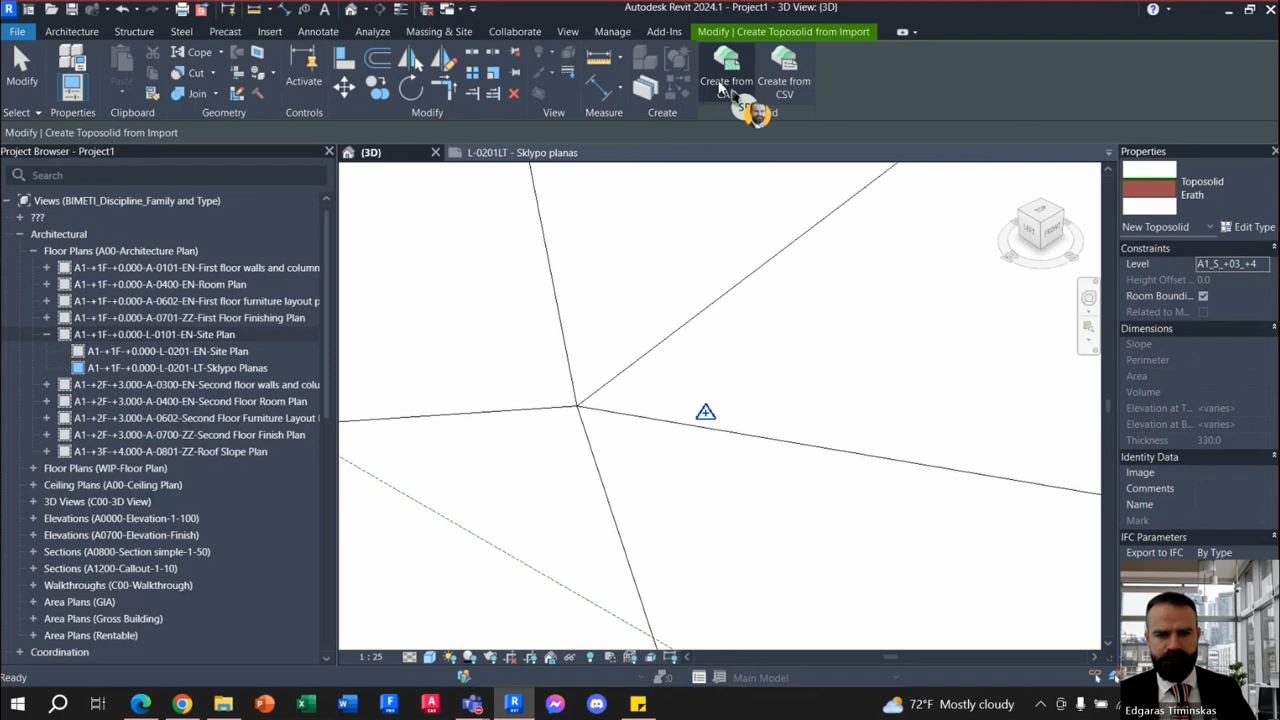 Autodesk Revit 2024.1 - Project1 - 3D View: {3D}
File Architecture Structure Steel Precast Insert Annotate Analyze Massing & Site Collaborate View Manage Add-Ins Modify | Create Toposolid from Import
Modify
Paste
Cope
Cut
Join
Activate
Create from
Create from
CSV
Select Properties Clipboard Geometry Controls Modify View Measure Create
Modify | Create Toposolid from Import
Project Browser - Project1
Search
Views (BIMETI_Discipline_Family and Type)
???
Architectural
Floor Plans (A00-Architecture Plan)
A1-+1F-+0.000-A-0101-EN-First floor walls and column
A1-+1F-+0.000-A-0400-EN-Room Plan
A1-+1F-+0.000-A-0602-EN-First floor furniture layout p
A1-+1F-+0.000-A-0701-ZZ-First Floor Finishing Plan
A1-+1F-+0.000-L-0101-EN-Site Plan
A1-+1F-+0.000-L-0201-EN-Site Plan
A1-+1F-+0.000-L-0201-LT-Sklypo Planas
A1-+2F-+3.000-A-0300-EN-Second floor walls and colu
A1-+2F-+3.000-A-0400-EN-Second Floor Room Plan
A1-+2F-+3.000-A-0602-EN-Second Floor Furniture Layout
A1-+2F-+3.000-A-0700-ZZ-Second Floor Finish Plan
A1-+3F-+4.000-A-0801-ZZ-Roof Slope Plan
Floor Plans (WIP-Floor Plan)
Ceiling Plans (A00-Ceiling Plan)
3D Views (C00-3D View)
Elevations (A0000-Elevation-1-100)
Elevations (A0700-Elevation-Finish)
Sections (A0800-Section simple-1-50)
Sections (A1200-Callout-1-10)
Walkthroughs (C00-Walkthrough)
Area Plans (GIA)
Area Plans (Gross Building)
Area Plans (Rentable)
Coordination
{3D}
L-0201LT - Sklypo planas
TOP
LEFT
FRONT
1 : 25
Properties
Toposolid
Erath
New Toposolid Edit Type
Constraints
Level A1_S_+03_+4
Height Offset ... 0.0
Room Boundi...
Related to M...
Dimensions
Slope
Perimeter
Area
Volume
Elevation at T... <varies>
Elevation at B... <varies>
Thickness 330.0
Identity Data
Image
Comments
Name
Mark
IFC Parameters
Export to IFC By Type
Ready
:0
Main Model
72°F Mostly cloudy
Edgaras Timinskas